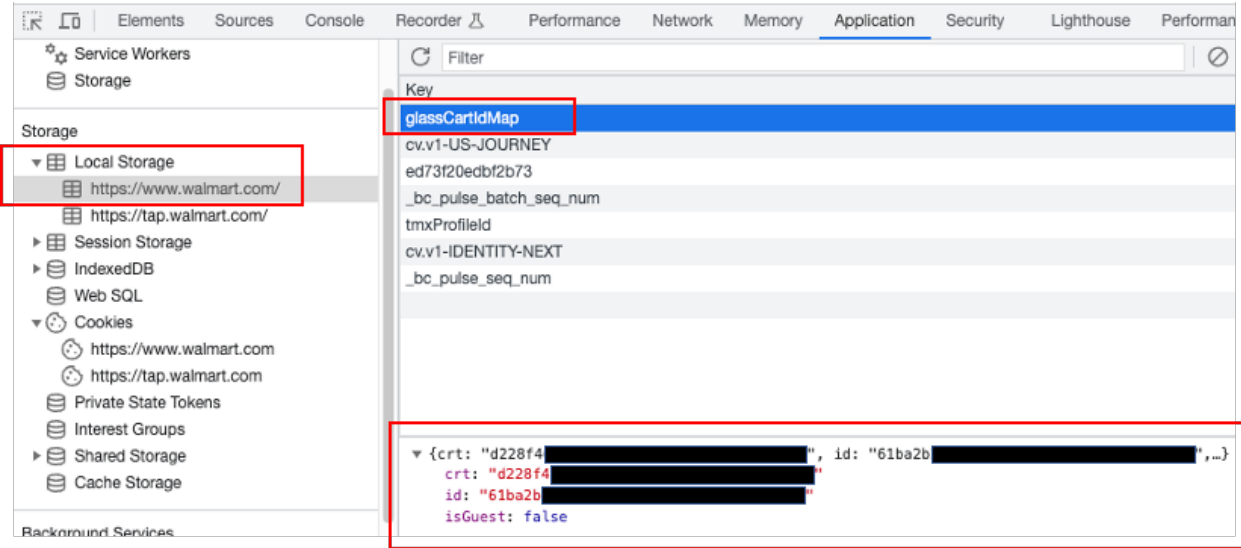 Elements Sources Console Recorder Performance Network Memory Application Security Lighthouse Performan
Service Workers
Storage
Storage
Local Storage
https://www.walmart.com/
https://tap.walmart.com/
Session Storage
IndexedDB
Web SQL
Cookies
https://www.walmart.com
https://tap.walmart.com
Private State Tokens
Interest Groups
Shared Storage
Cache Storage
Background Services
Filter
Key
glassCartIdMap
cv.v1-US-JOURNEY
ed73f20edbf2b73
_bc_pulse_batch_seq_num
tmxProfileId
cv.v1-IDENTITY-NEXT
_bc_pulse_seq_num
{crt: "d228f4 ", id: "61ba2b ",…}
crt: "d228f4 "
id: "61ba2b "
isGuest: false